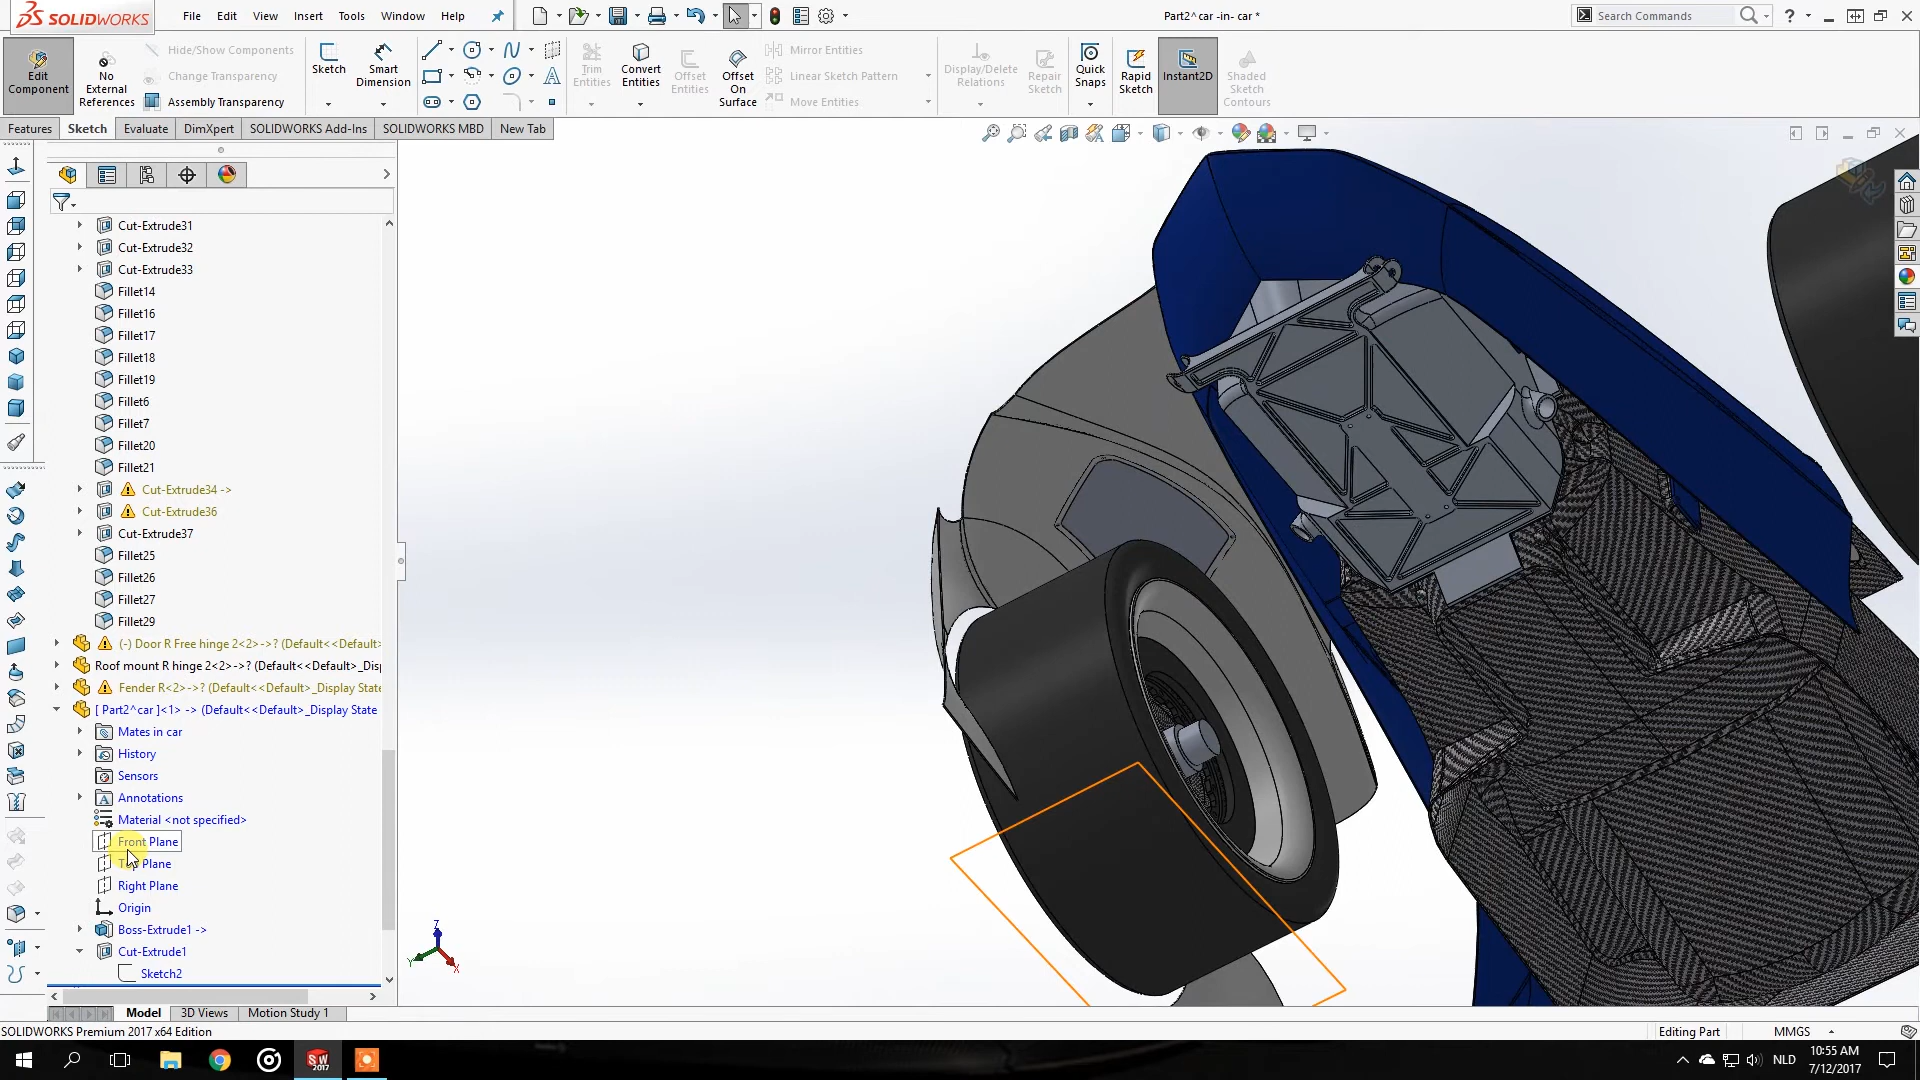 SOLIDWORKS
File Edit View Insert Tools Window Help
Part2^car -in- car *
Search Commands
Edit Component
No External References
Hide/Show Components
Change Transparency
Assembly Transparency
Sketch
Smart Dimension
Trim Entities
Convert Entities
Offset Entities
Offset On Surface
Mirror Entities
Linear Sketch Pattern
Move Entities
Display/Delete Relations
Repair Sketch
Quick Snaps
Rapid Sketch
Instant2D
Shaded Sketch Contours
Features Sketch Evaluate DimXpert SOLIDWORKS Add-Ins SOLIDWORKS MBD New Tab
Cut-Extrude31
Cut-Extrude32
Cut-Extrude33
Fillet14
Fillet16
Fillet17
Fillet18
Fillet19
Fillet6
Fillet7
Fillet20
Fillet21
Cut-Extrude34 ->
Cut-Extrude36
Cut-Extrude37
Fillet25
Fillet26
Fillet27
Fillet29
(-) Door R Free hinge 2<2>->? (Default<<Default>
Roof mount R hinge 2<2>->? (Default<<Default>_Disp
Fender R<2>->? (Default<<Default>_Display State
[ Part2^car ]<1> -> (Default<<Default>_Display State
Mates in car
History
Sensors
Annotations
Material <not specified>
Front Plane
Top Plane
Right Plane
Origin
Boss-Extrude1 ->
Cut-Extrude1
Sketch2
Z
Y
X
Model 3D Views Motion Study 1
SOLIDWORKS Premium 2017 x64 Edition
Editing Part
MMGS
SW 2017
NLD
10:55 AM
7/12/2017